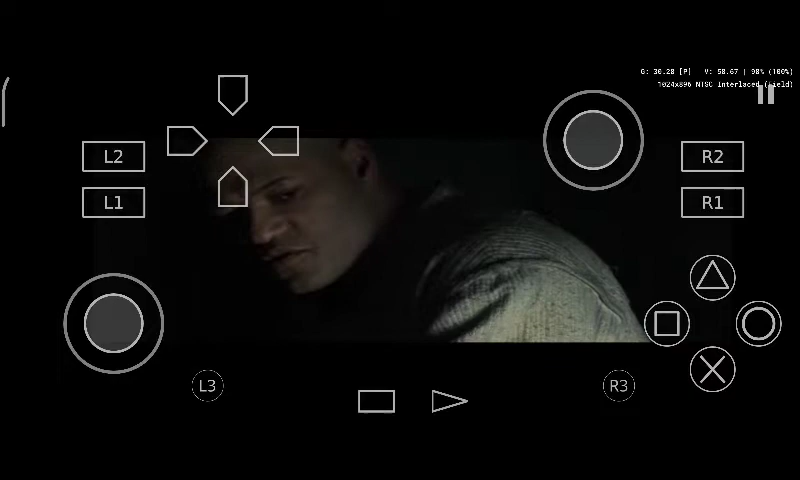 G: 30.28 [P] V: 58.67 | 98% (100%)
1024x896 NTSC Interlaced (Field)
L2
R2
L1
R1
L3
R3